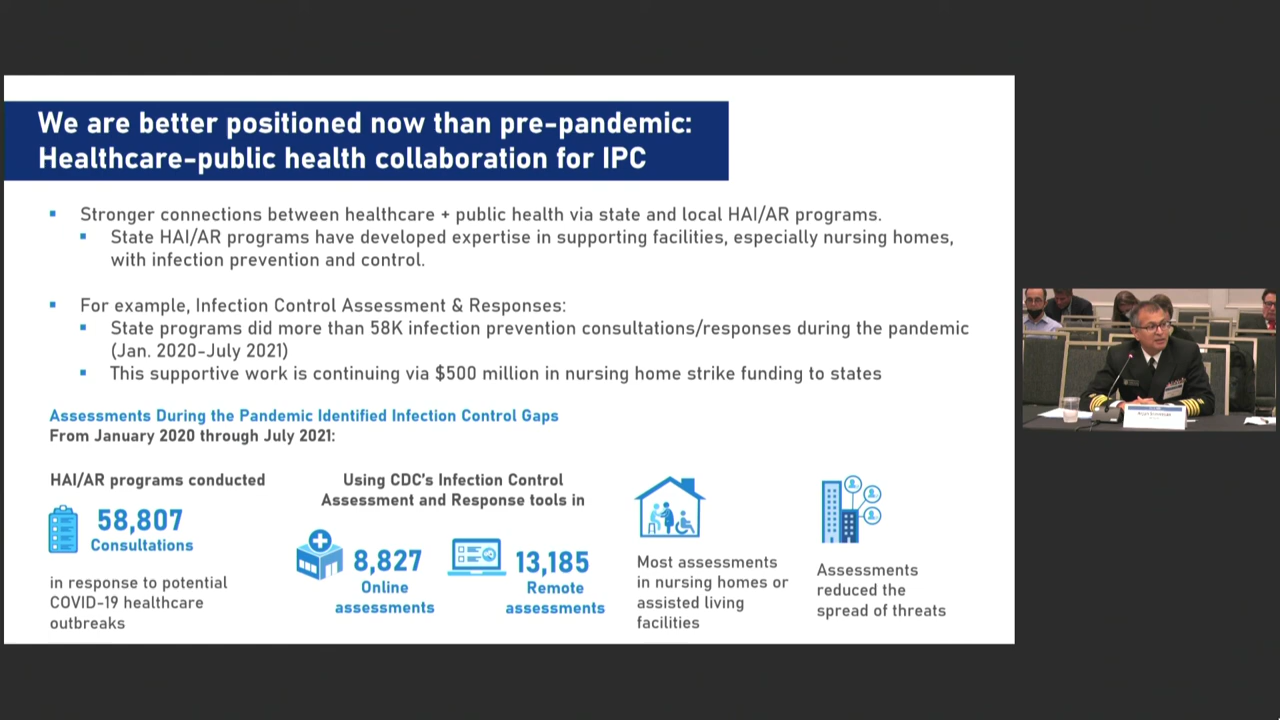 We are better positioned now than pre-pandemic:
Healthcare-public health collaboration for IPC
Stronger connections between healthcare + public health via state and local HAI/AR programs.
State HAI/AR programs have developed expertise in supporting facilities, especially nursing homes,
with infection prevention and control.
For example, Infection Control Assessment & Responses:
State programs did more than 58K infection prevention consultations/responses during the pandemic
(Jan. 2020-July 2021)
This supportive work is continuing via $500 million in nursing home strike funding to states
Assessments During the Pandemic Identified Infection Control Gaps
From January 2020 through July 2021:
HAI/AR programs conducted
58,807
Consultations
in response to potential
COVID-19 healthcare
outbreaks
Using CDC's Infection Control
Assessment and Response tools in
8,827
Online
assessments
13,185
Remote
assessments
Most assessments
in nursing homes or
assisted living
facilities
Assessments
reduced the
spread of threats